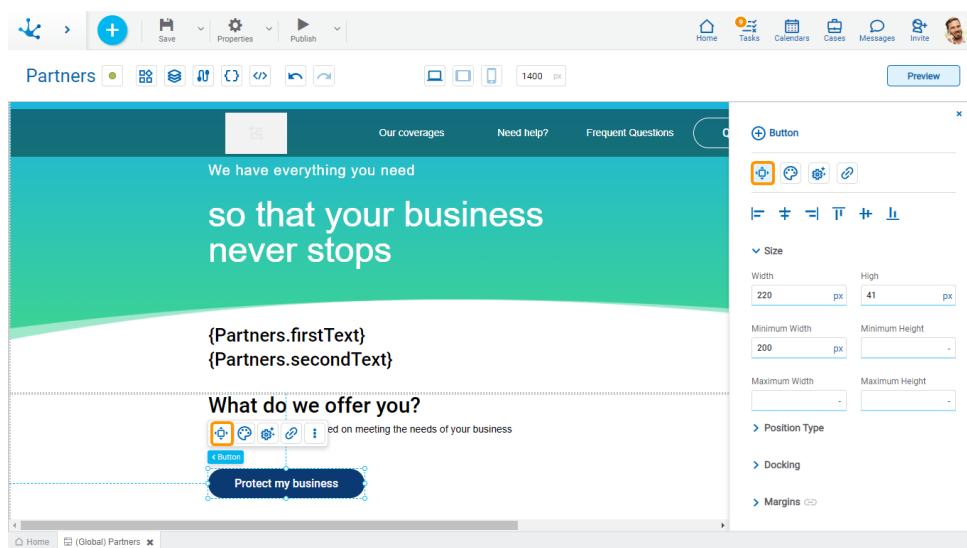 Save
Properties
Publish
Home
9
Tasks
Calendars
Cases
Messages
Invite
Partners
1400 px
Preview
Our coverages
Need help?
Frequent Questions
Q
We have everything you need
so that your business
never stops
{Partners.firstText}
{Partners.secondText}
What do we offer you?
ed on meeting the needs of your business
Button
Protect my business
Button
Size
Width
High
220 px
41 px
Minimum Width
Minimum Height
200 px
-
Maximum Width
Maximum Height
-
-
Position Type
Docking
Margins
Home
(Global) Partners